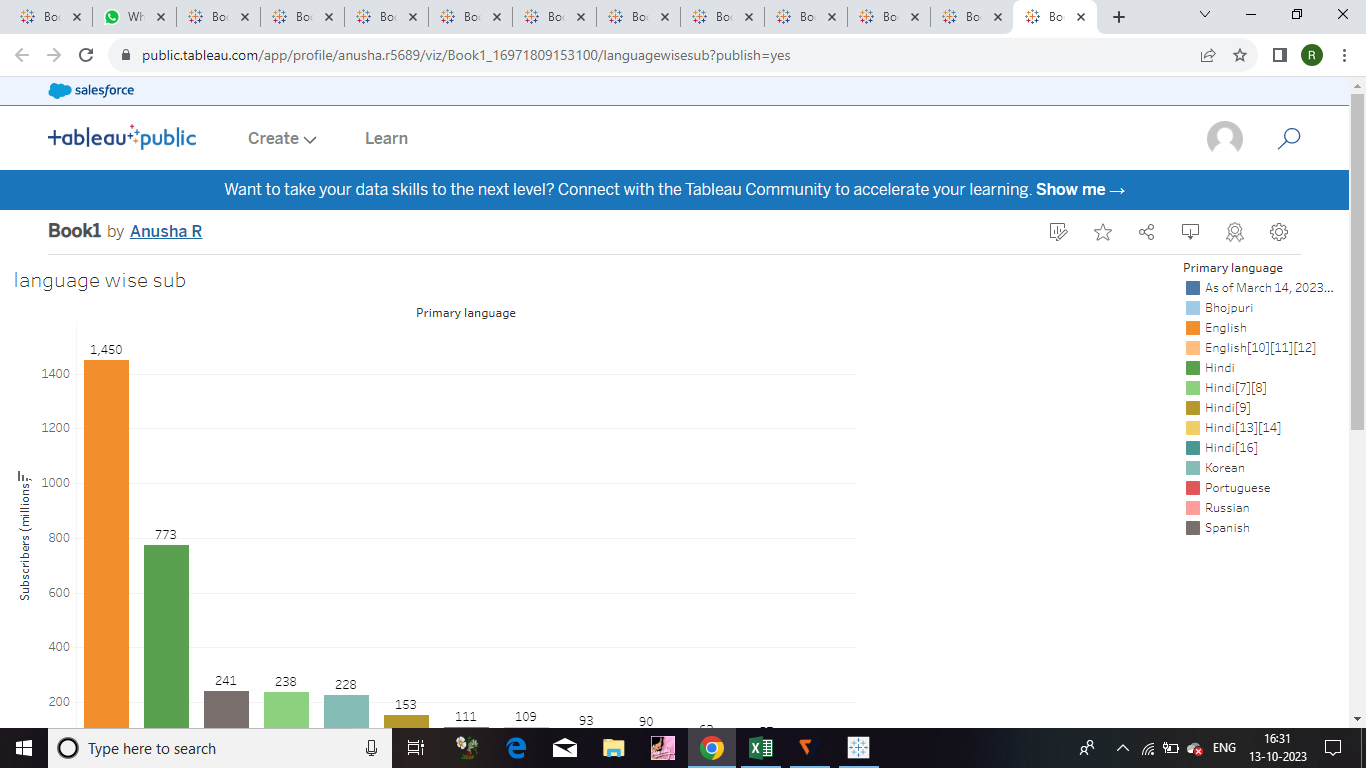 Boo
Wh
Boo
Boo
Boo
Boo
Boo
Boo
Boo
Boo
Boo
Boo
Boo
public.tableau.com/app/profile/anusha.r5689/viz/Book1_16971809153100/languagewisesub?publish=yes
R
salesforce
+ableau public
Create
Learn
Want to take your data skills to the next level? Connect with the Tableau Community to accelerate your learning. Show me →
Book1 by Anusha R
language wise sub
Primary language
Subscribers (millions)
1400
1200
1000
800
600
400
200
1,450
773
241
238
228
153
111
109
93
90
Primary language
As of March 14, 2023...
Bhojpuri
English
English[10][11][12]
Hindi
Hindi[7][8]
Hindi[9]
Hindi[13][14]
Hindi[16]
Korean
Portuguese
Russian
Spanish
Type here to search
ENG
16:31
13-10-2023